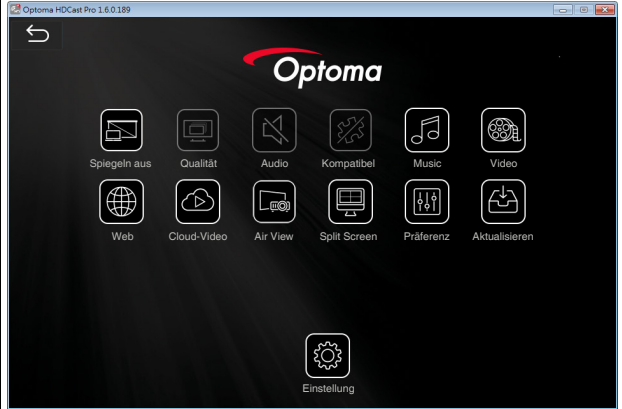 Optoma HDCast Pro 1.6.0.189
Optoma
Spiegeln aus Qualität Audio Kompatibel Music Video
Web Cloud-Video Air View Split Screen Präferenz Aktualisieren
Einstellung